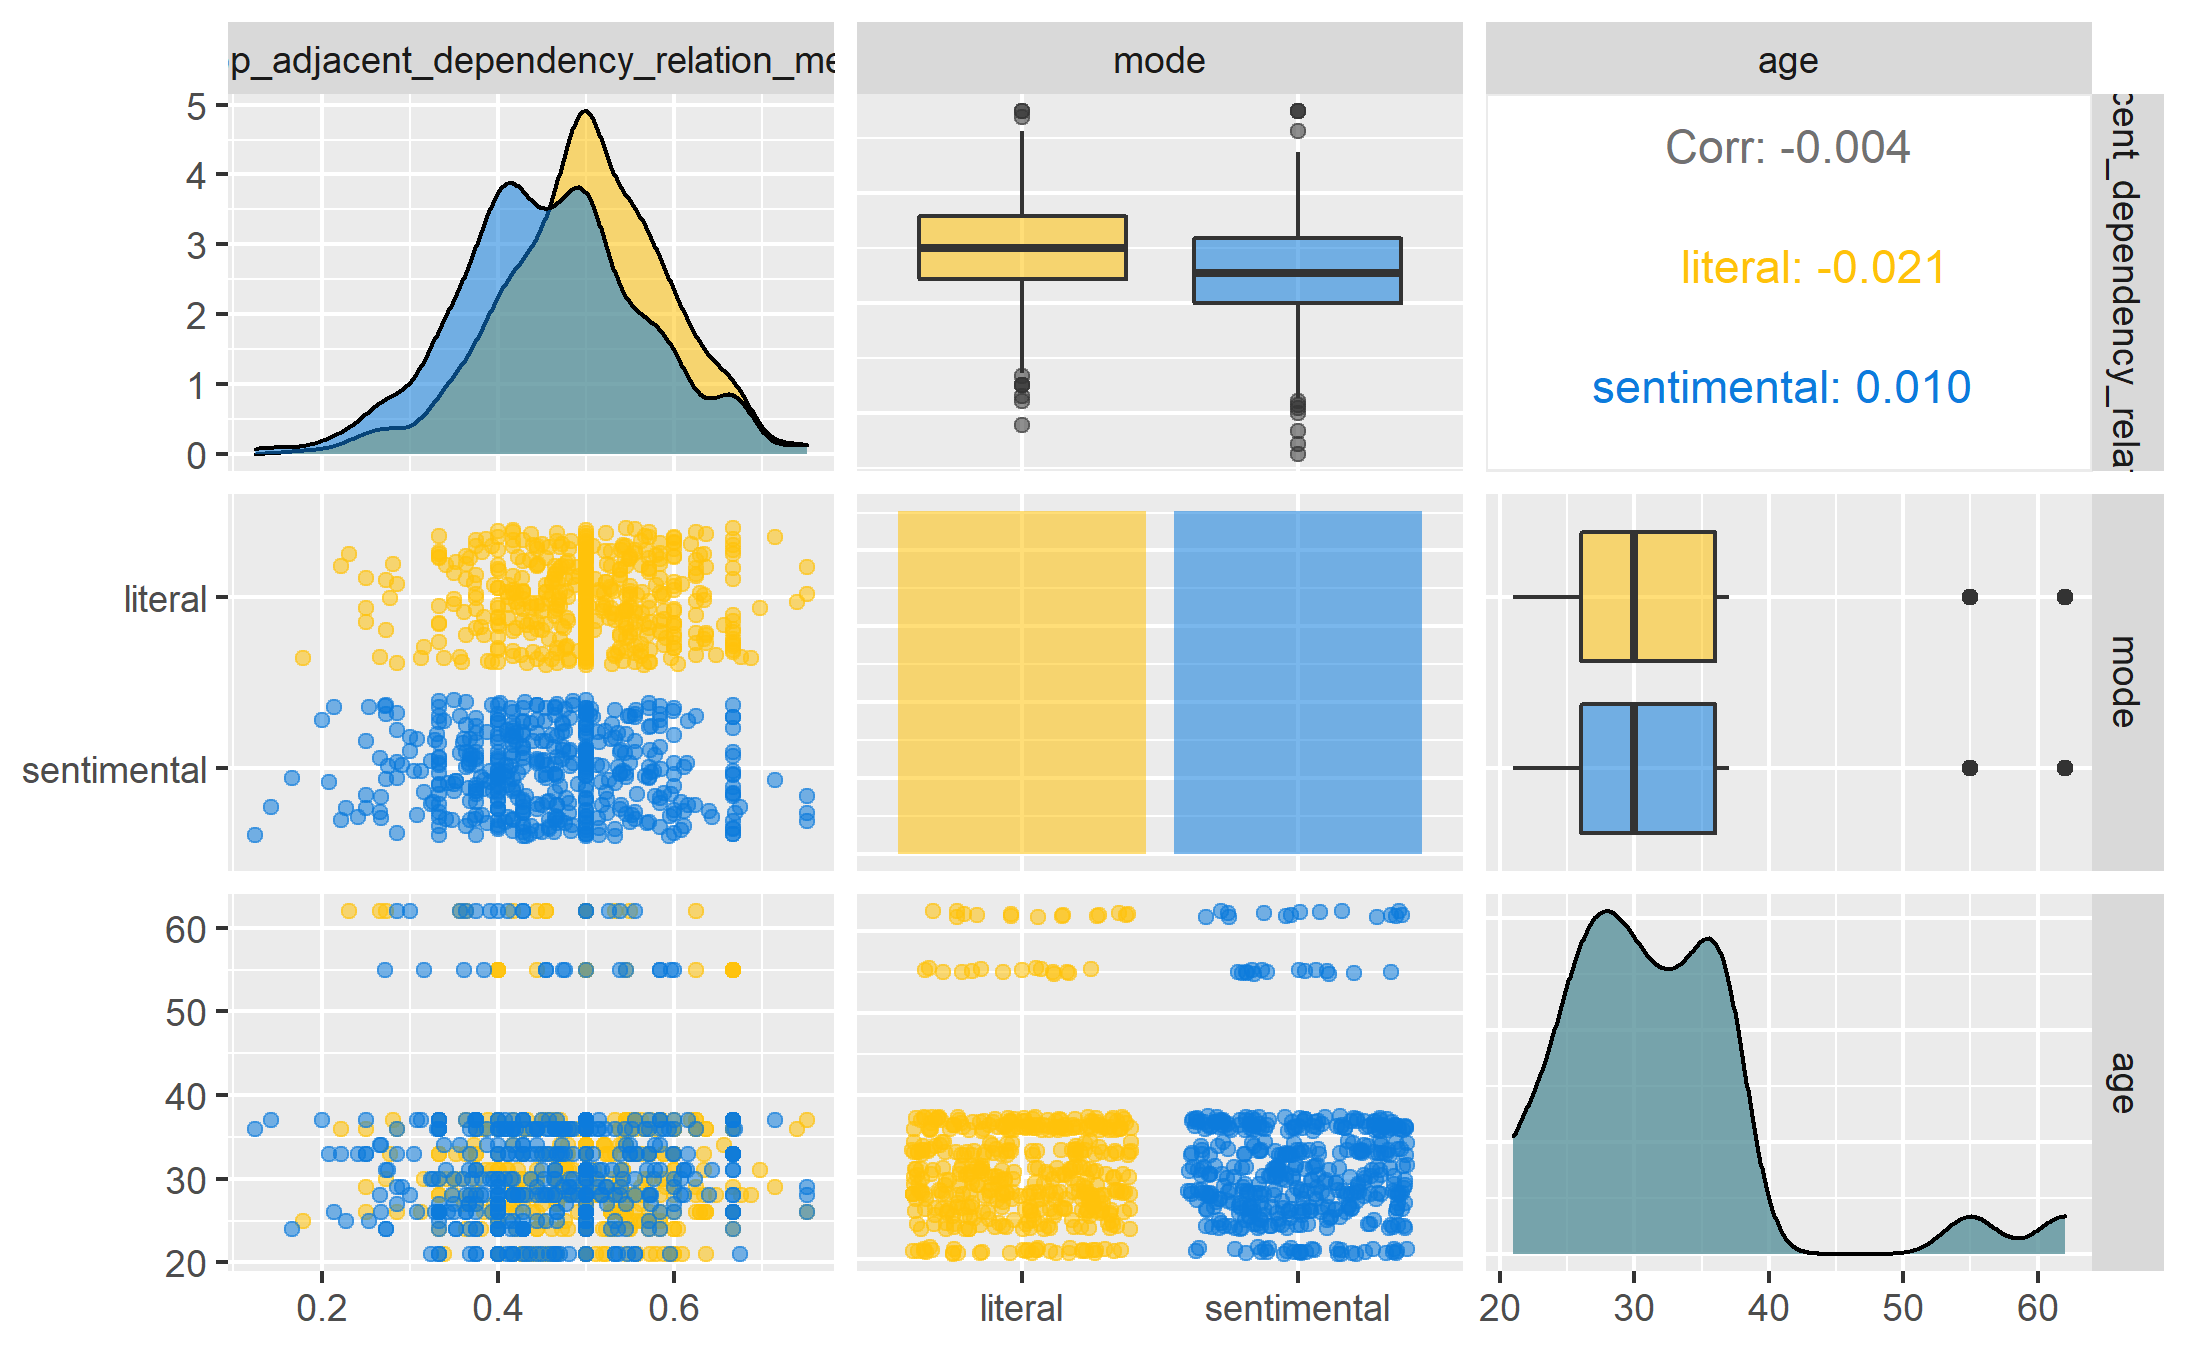 p_adjacent_dependency_relation_me
mode
age
5
4
3
2
1
0
Corr: -0.004
literal: -0.021
sentimental: 0.010
cent_dependency_rela
literal
sentimental
mode
60
50
40
30
20
age
0.2 0.4 0.6
literal sentimental
20 30 40 50 60